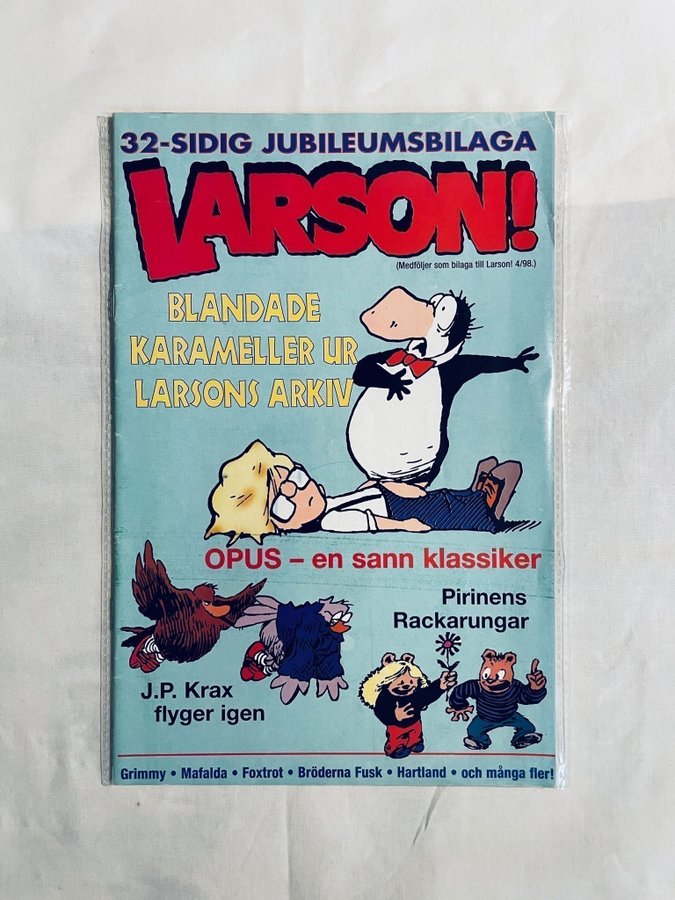 32-SIDIG JUBILEUMSBILAGA
LARSON!
(Medföljer som bilaga till Larson! 4/98.)
BLANDADE
KARAMELLER UR
LARSONS ARKIV
OPUS – en sann klassiker
Pirinens
Rackarungar
J.P. Krax
flyger igen
Grimmy • Mafalda • Foxtrot • Bröderna Fusk • Hartland • och många fler!